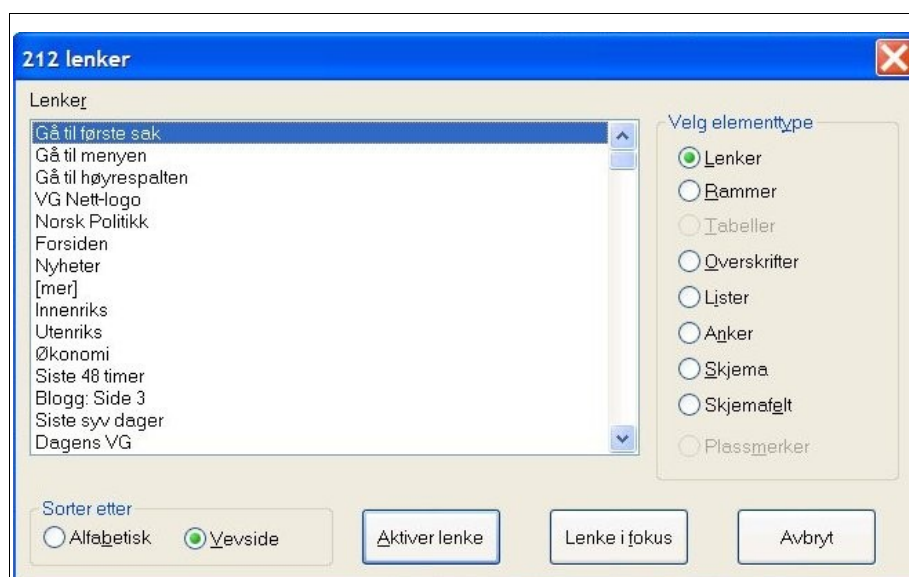 212 lenker
Lenker
Gå til første sak
Gå til menyen
Gå til høyrespalten
VG Nett-logo
Norsk Politikk
Forsiden
Nyheter
[mer]
Innenriks
Utenriks
Økonomi
Siste 48 timer
Blogg: Side 3
Siste syv dager
Dagens VG
Velg elementtype
Lenker
Rammer
Tabeller
Overskrifter
Lister
Anker
Skjema
Skjemafelt
Plassmerker
Sorter etter
Alfabetisk Vevside
Aktiver lenke Lenke i fokus Avbryt